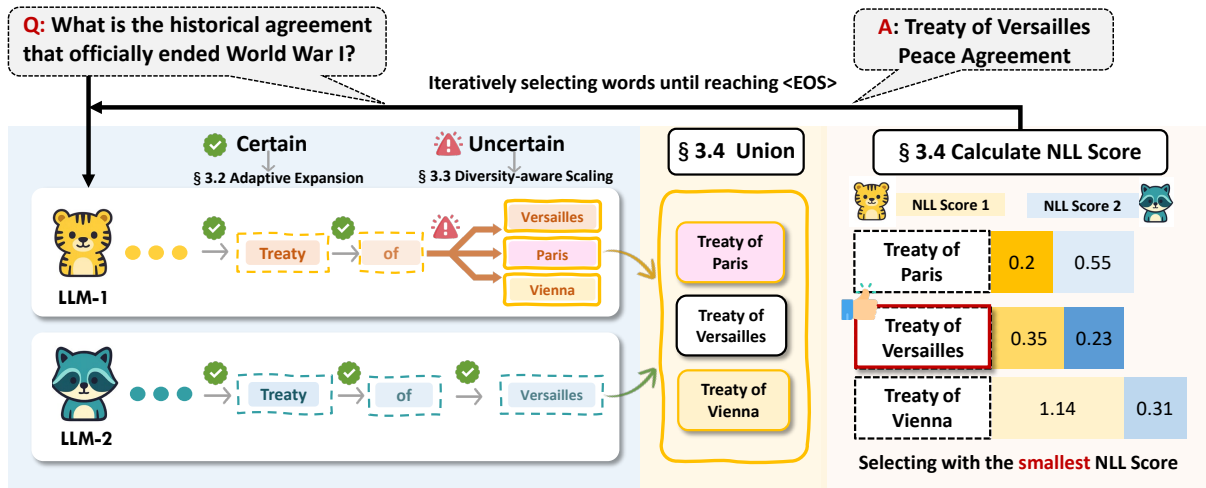 Q: What is the historical agreement
that officially ended World War I?
A: Treaty of Versailles
Peace Agreement
Iteratively selecting words until reaching <EOS>
Certain
§ 3.2 Adaptive Expansion
Uncertain
§ 3.3 Diversity-aware Scaling
LLM-1
Treaty
of
Versailles
Paris
Vienna
LLM-2
Treaty
of
Versailles
§ 3.4 Union
Treaty of
Paris
Treaty of
Versailles
Treaty of
Vienna
§ 3.4 Calculate NLL Score
NLL Score 1
NLL Score 2
Treaty of
Paris
0.2
0.55
Treaty of
Versailles
0.35
0.23
Treaty of
Vienna
1.14
0.31
Selecting with the smallest NLL Score